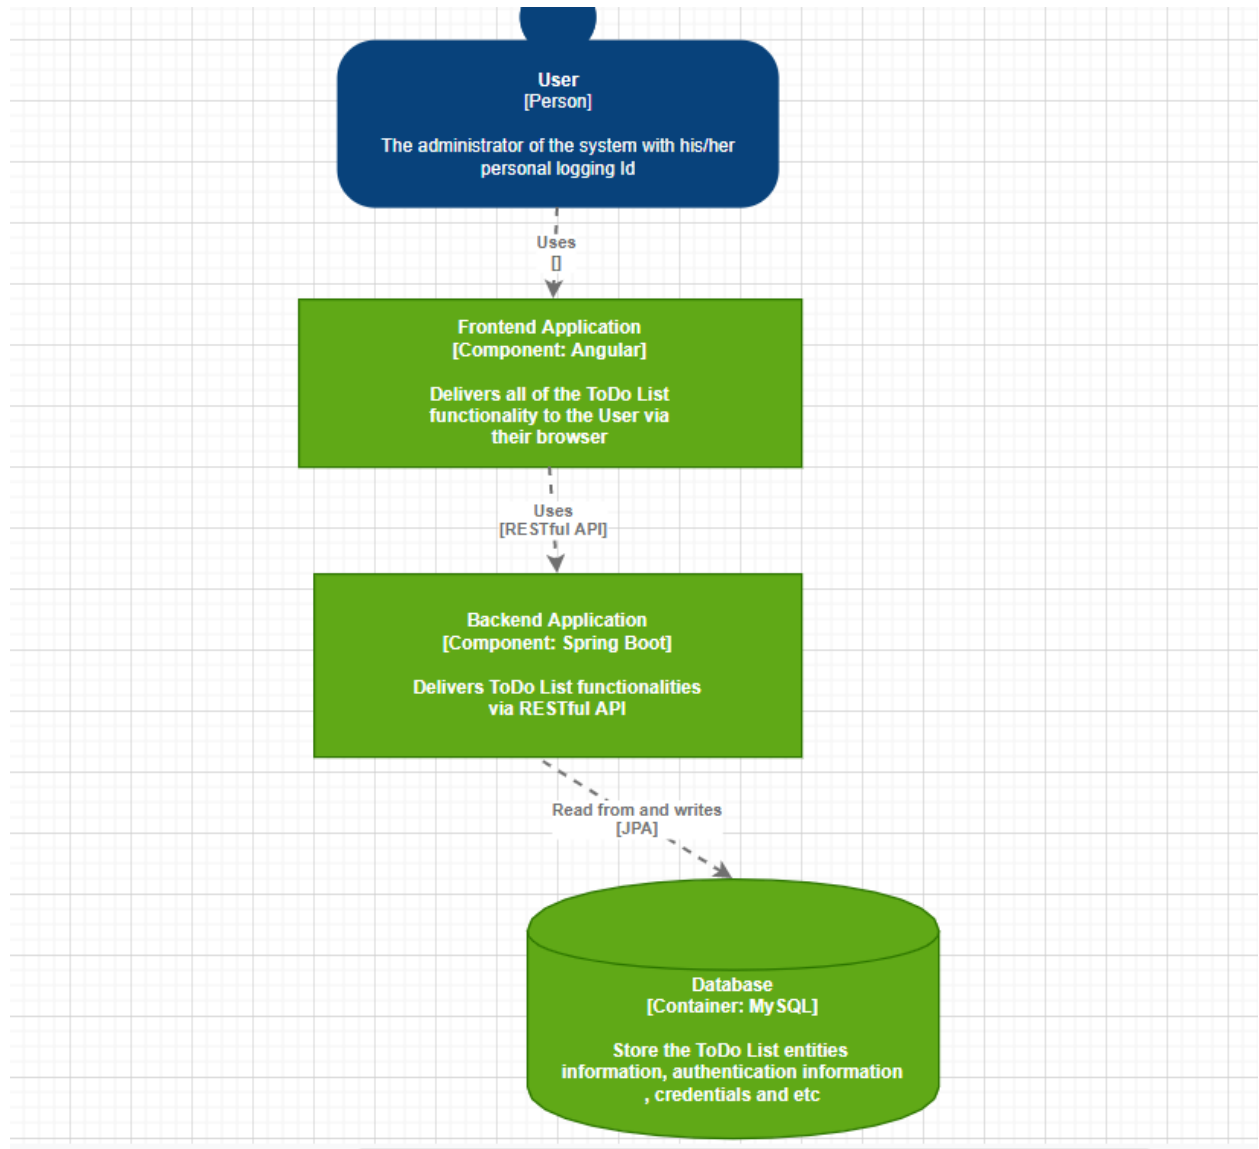 User
[Person]
The administrator of the system with his/her
personal logging Id
Uses
[]
Frontend Application
[Component: Angular]
Delivers all of the ToDo List
functionality to the User via
their browser
Uses
[RESTful API]
Backend Application
[Component: Spring Boot]
Delivers ToDo List functionalities
via RESTful API
Read from and writes
[JPA]
Database
[Container: MySQL]
Store the ToDo List entities
information, authentication information
, credentials and etc